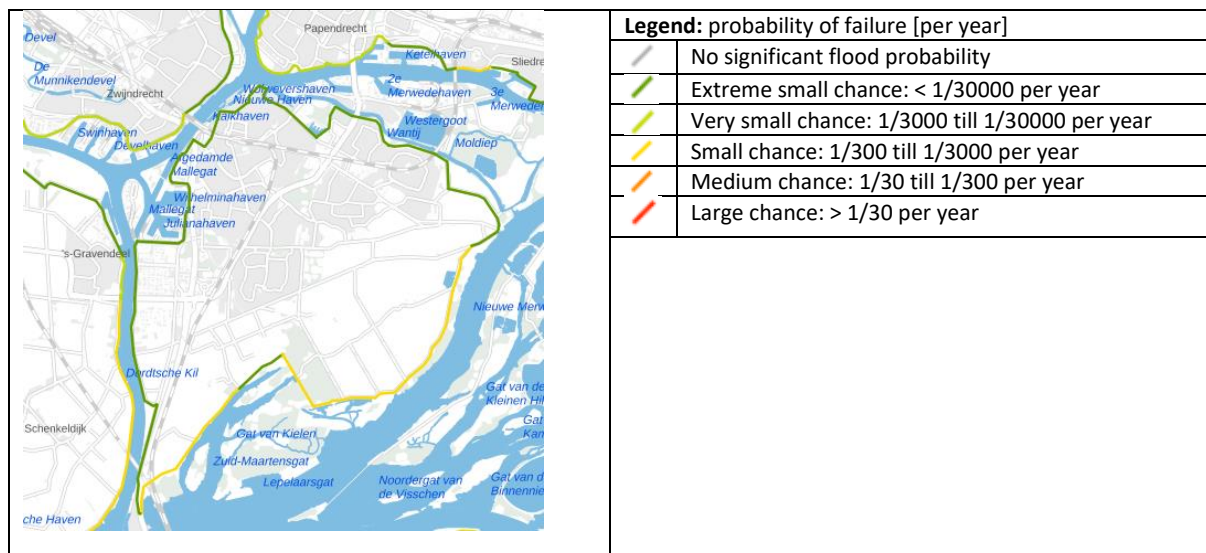 Devel
De
Munnikendevel
Papendrecht
Ketelhaven
Sliedre
2e
Merwedehaven
3e
Merweder
Zwijndrecht
Wolwevershaven
Nieuwe Haven
Kalkhaven
Westergoot
Wantij
Moldiep
Swinhaven
Develhaven
Afgedamde
Mallegat
Wilhelminahaven
Mallegat
Julianahaven
's-Gravendeel
Nieuwe Merw
Dordtsche Kil
Gat van de
Kleinen Hil
Gat
Kam
Schenkeldijk
Gat van Kielen
Zuid-Maartensgat
Lepelaarsgat
Noordergat van
de Visschen
Gat van d
Binnennie
che Haven
Legend: probability of failure [per year]
No significant flood probability
Extreme small chance: < 1/30000 per year
Very small chance: 1/3000 till 1/30000 per year
Small chance: 1/300 till 1/3000 per year
Medium chance: 1/30 till 1/300 per year
Large chance: > 1/30 per year